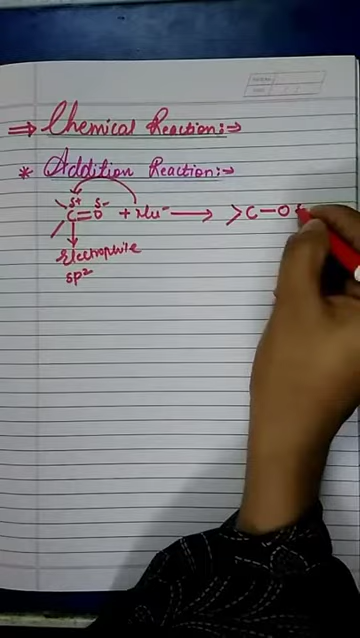 ⇒ Chemical Reaction:→
* Addition Reaction:→
δ+ δ-
>C=O + Nu⁻ ⟶ >C—O
Electrophile
sp²